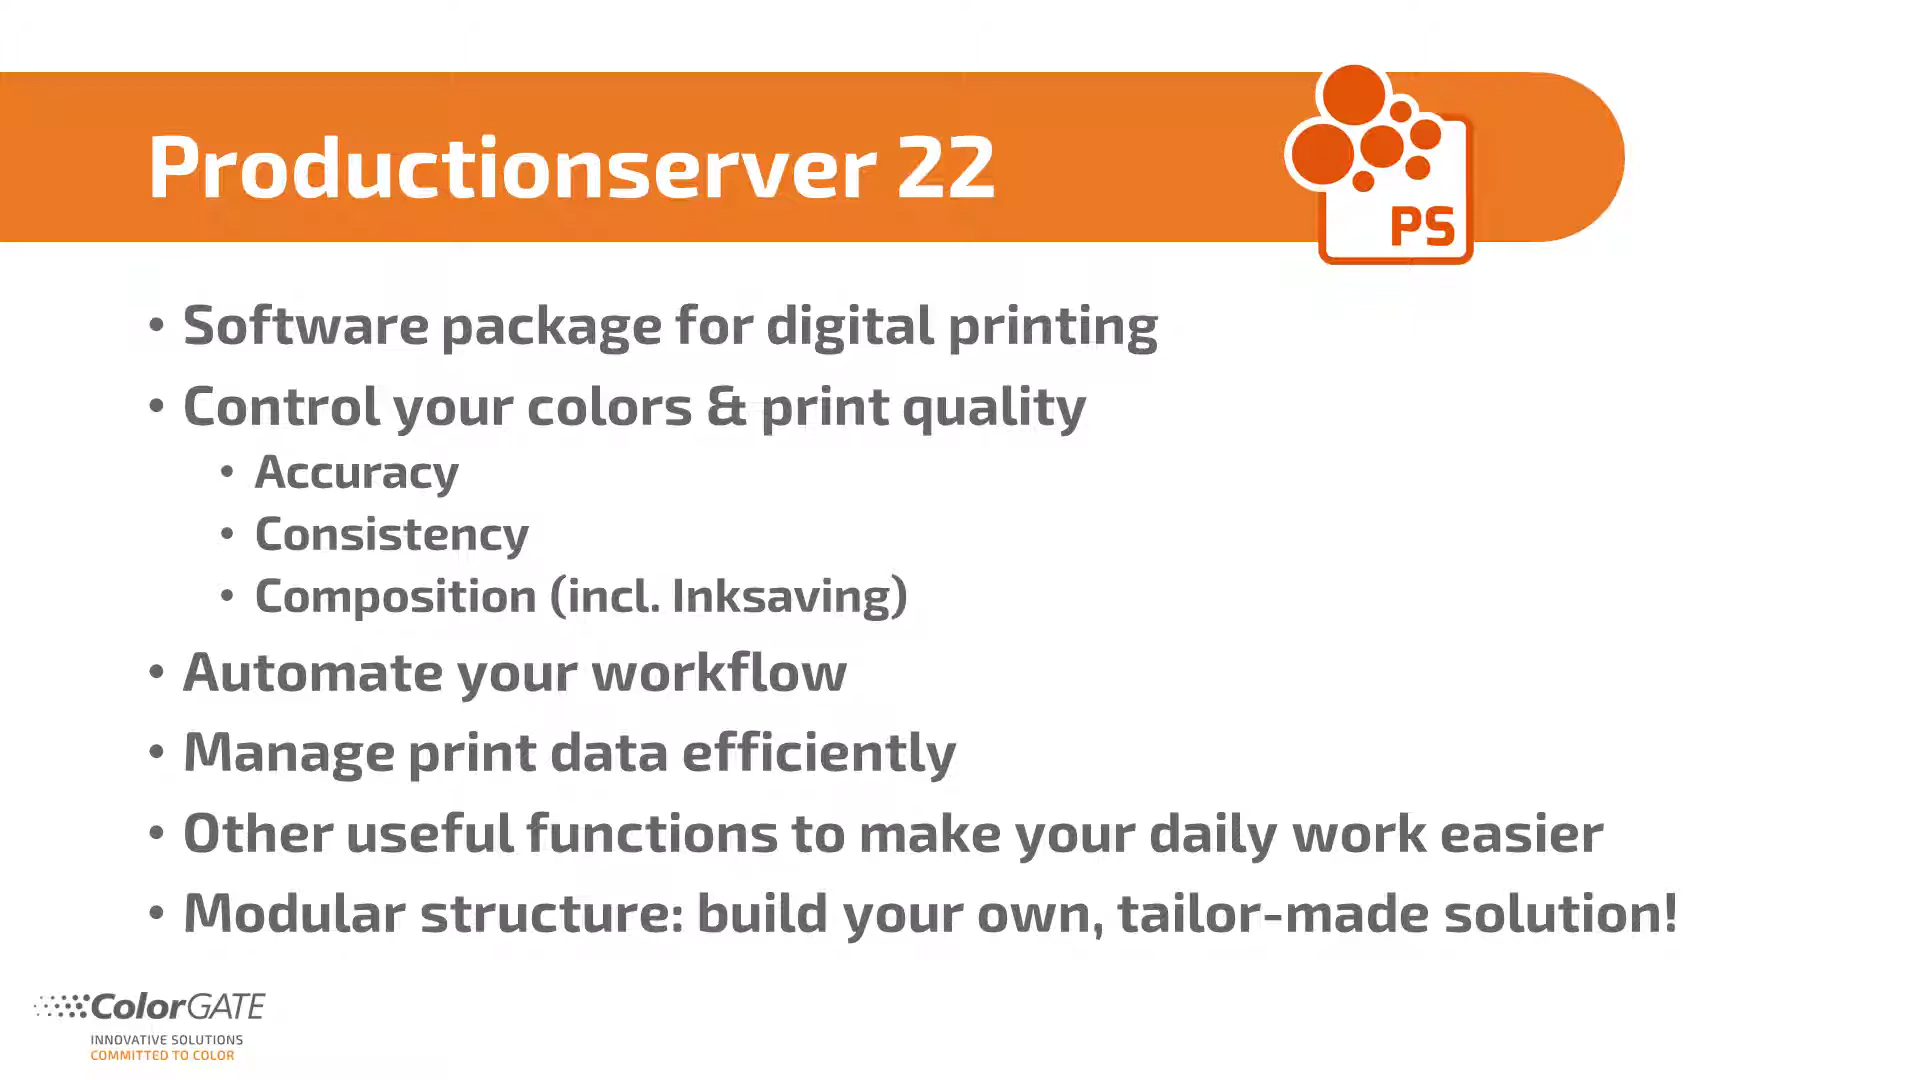 Productionserver 22
PS
• Software package for digital printing
• Control your colors & print quality
• Accuracy
• Consistency
• Composition (incl. Inksaving)
• Automate your workflow
• Manage print data efficiently
• Other useful functions to make your daily work easier
• Modular structure: build your own, tailor-made solution!
ColorGATE
INNOVATIVE SOLUTIONS
COMMITTED TO COLOR